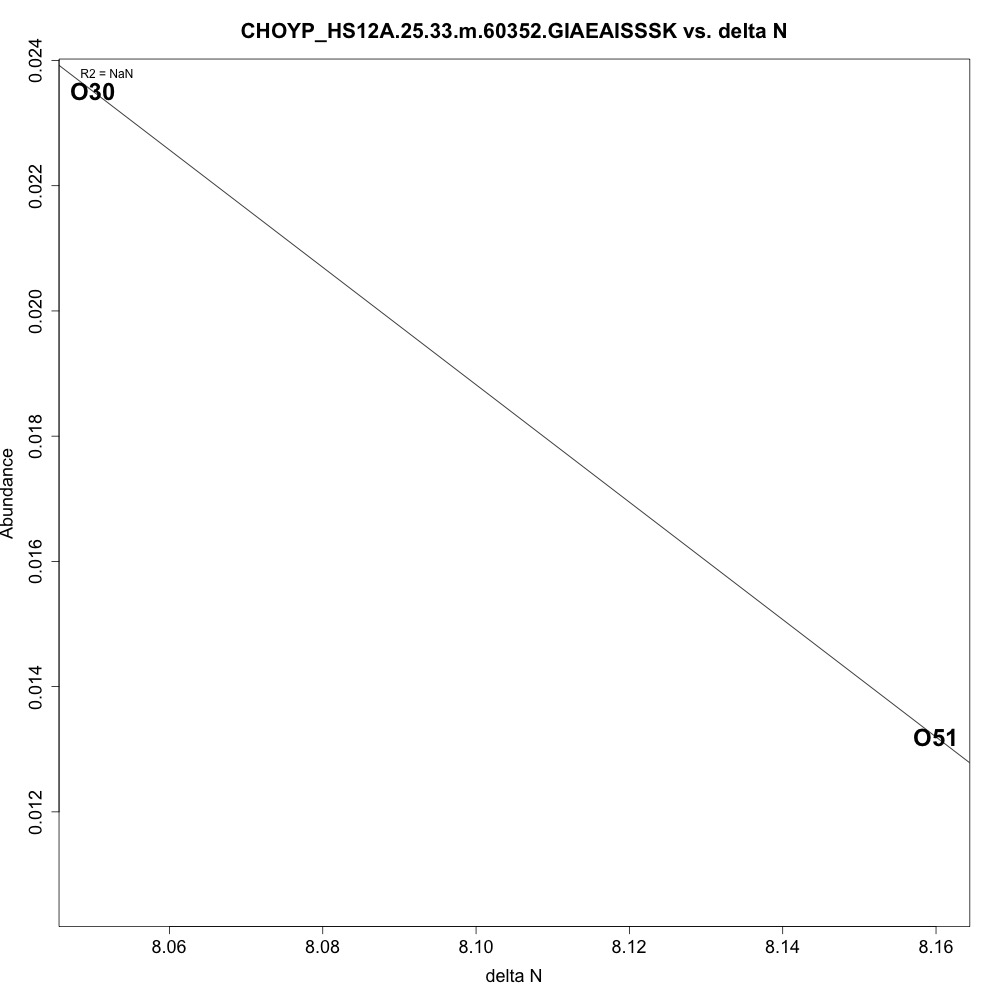 CHOYP_HS12A.25.33.m.60352.GIAEAISSSK vs. delta N
R2 = NaN
O30
O51
Abundance
0.024
0.022
0.020
0.018
0.016
0.014
0.012
8.06 8.08 8.10 8.12 8.14 8.16
delta N